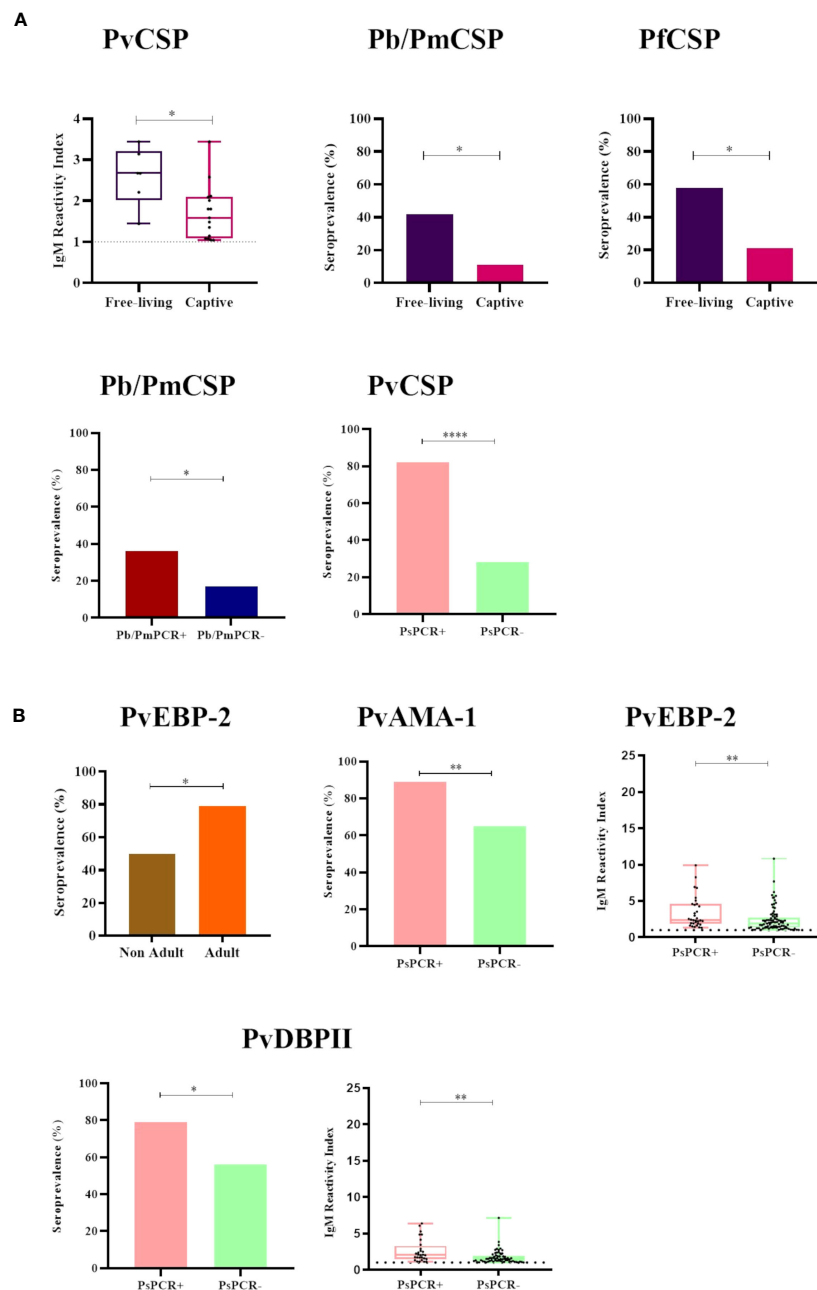 A
PvCSP
Pb/PmCSP
PfCSP
IgM Reactivity Index
4
3
2
1
0
*
Free-living
Captive
Seroprevalence (%)
100
80
60
40
20
0
*
Free-living
Captive
Seroprevalence (%)
100
80
60
40
20
0
*
Free-living
Captive
Pb/PmCSP
PvCSP
Seroprevalence (%)
100
80
60
40
20
0
*
Pb/PmPCR+
Pb/PmPCR-
Seroprevalence (%)
100
80
60
40
20
0
****
PsPCR+
PsPCR-
B
PvEBP-2
PvAMA-1
PvEBP-2
Seroprevalence (%)
100
80
60
40
20
0
*
Non Adult
Adult
Seroprevalence (%)
100
80
60
40
20
0
**
PsPCR+
PsPCR-
IgM Reactivity Index
25
20
15
10
5
0
**
PsPCR+
PsPCR-
PvDBPII
Seroprevalence (%)
100
80
60
40
20
0
*
PsPCR+
PsPCR-
IgM Reactivity Index
25
20
15
10
5
0
**
PsPCR+
PsPCR-